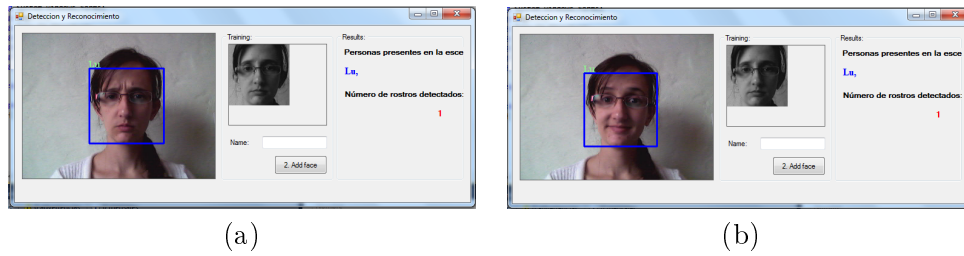 Deteccion y Reconocimiento
Training:
Results:
Lu
Personas presentes en la esce
Lu,
Número de rostros detectados:
1
Name:
2. Add face
(a)
Deteccion y Reconocimiento
Training:
Results:
Lu
Personas presentes en la esce
Lu,
Número de rostros detectados:
1
Name:
2. Add face
(b)